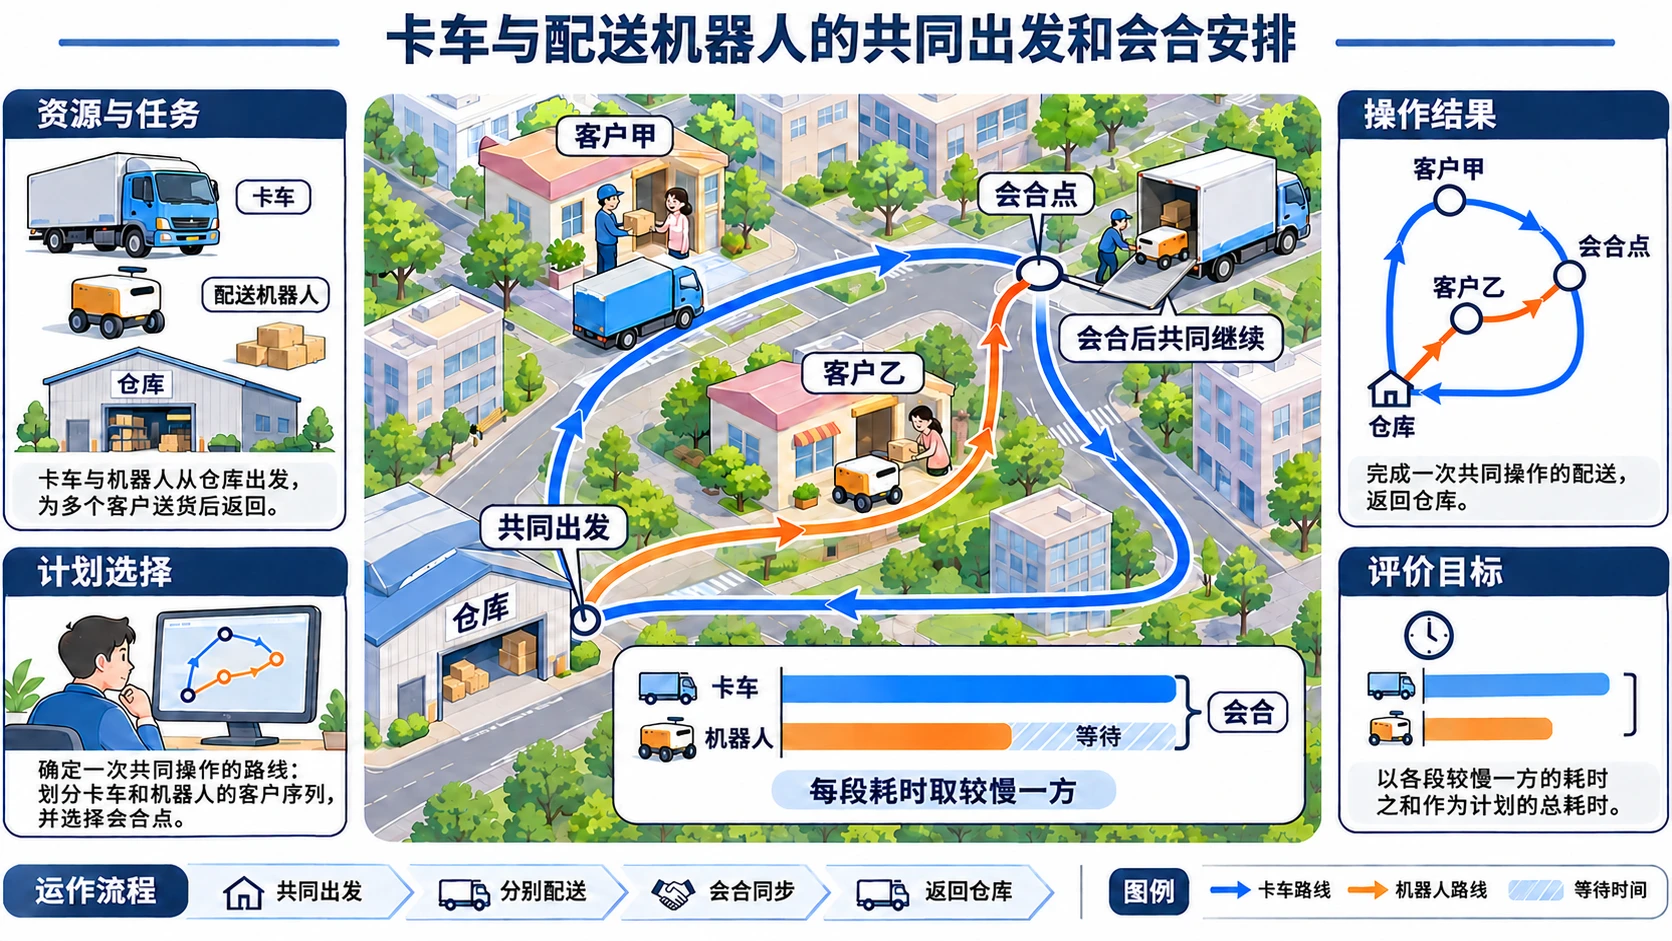 卡车与配送机器人的共同出发和会合安排
资源与任务
卡车
配送机器人
仓库
卡车与机器人从仓库出发，
为多个客户送货后返回。
计划选择
确定一次共同操作的路线：
划分卡车和机器人的客户序列，
并选择会合点。
客户甲
会合点
会合后共同继续
客户乙
共同出发
仓库
卡车
机器人
等待
会合
每段耗时取较慢一方
操作结果
客户甲
会合点
客户乙
仓库
完成一次共同操作的配送，
返回仓库。
评价目标
以各段较慢一方的耗时
之和作为计划的总耗时。
运作流程
共同出发
分别配送
会合同步
返回仓库
图例
卡车路线
机器人路线
等待时间